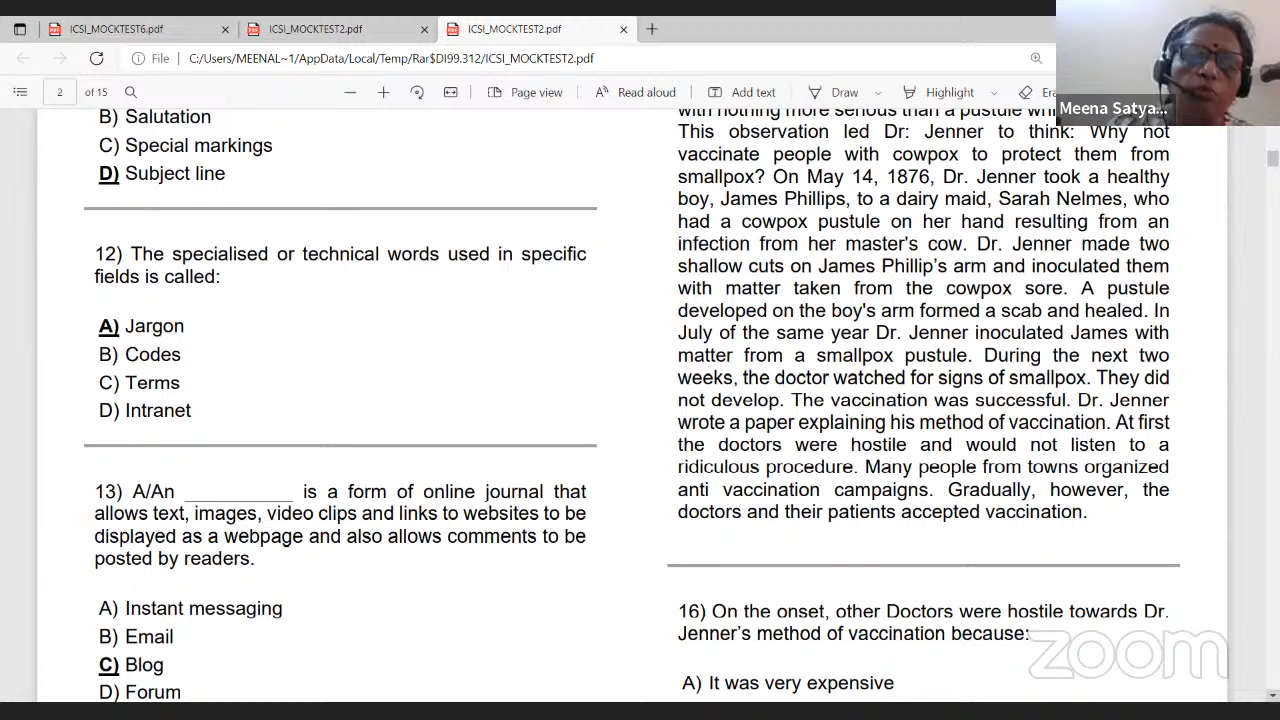 ICSI_MOCKTEST6.pdf
ICSI_MOCKTEST2.pdf
ICSI_MOCKTEST2.pdf
File
C:/Users/MEENAL~1/AppData/Local/Temp/Rar$DI99.312/ICSI_MOCKTEST2.pdf
2 of 15
Page view
Read aloud
Add text
Draw
Highlight
Meena Satya...
B) Salutation
C) Special markings
D) Subject line
12) The specialised or technical words used in specific
fields is called:
A) Jargon
B) Codes
C) Terms
D) Intranet
13) A/An __________ is a form of online journal that
allows text, images, video clips and links to websites to be
displayed as a webpage and also allows comments to be
posted by readers.
A) Instant messaging
B) Email
C) Blog
D) Forum
with nothing more serious than a pustule
This observation led Dr: Jenner to think: Why not
vaccinate people with cowpox to protect them from
smallpox? On May 14, 1876, Dr. Jenner took a healthy
boy, James Phillips, to a dairy maid, Sarah Nelmes, who
had a cowpox pustule on her hand resulting from an
infection from her master's cow. Dr. Jenner made two
shallow cuts on James Phillip's arm and inoculated them
with matter taken from the cowpox sore. A pustule
developed on the boy's arm formed a scab and healed. In
July of the same year Dr. Jenner inoculated James with
matter from a smallpox pustule. During the next two
weeks, the doctor watched for signs of smallpox. They did
not develop. The vaccination was successful. Dr. Jenner
wrote a paper explaining his method of vaccination. At first
the doctors were hostile and would not listen to a
ridiculous procedure. Many people from towns organized
anti vaccination campaigns. Gradually, however, the
doctors and their patients accepted vaccination.
16) On the onset, other Doctors were hostile towards Dr.
Jenner's method of vaccination because:
A) It was very expensive
zoom